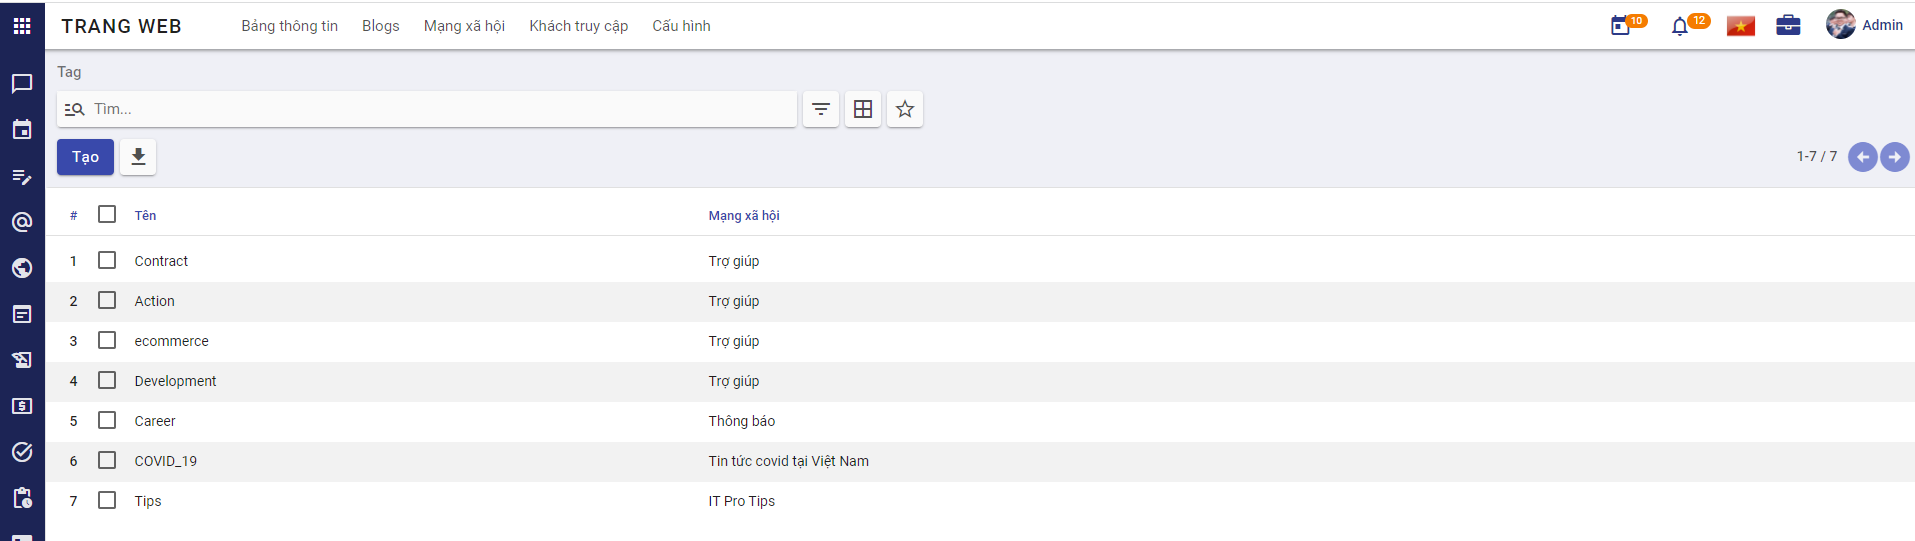 TRANG WEB Bảng thông tin Blogs Mạng xã hội Khách truy cập Cấu hình 10 12 Admin
Tag
Tìm...
Tạo 1-7 / 7
# Tên Mạng xã hội
1 Contract Trợ giúp
2 Action Trợ giúp
3 ecommerce Trợ giúp
4 Development Trợ giúp
5 Career Thông báo
6 COVID_19 Tin tức covid tại Việt Nam
7 Tips IT Pro Tips